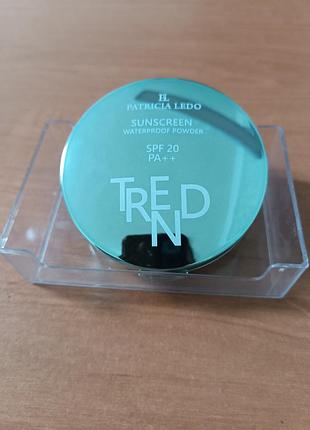 PL
PATRICIA LEDO
SUNSCREEN
WATERPROOF POWDER
SPF 20
PA++
TREND